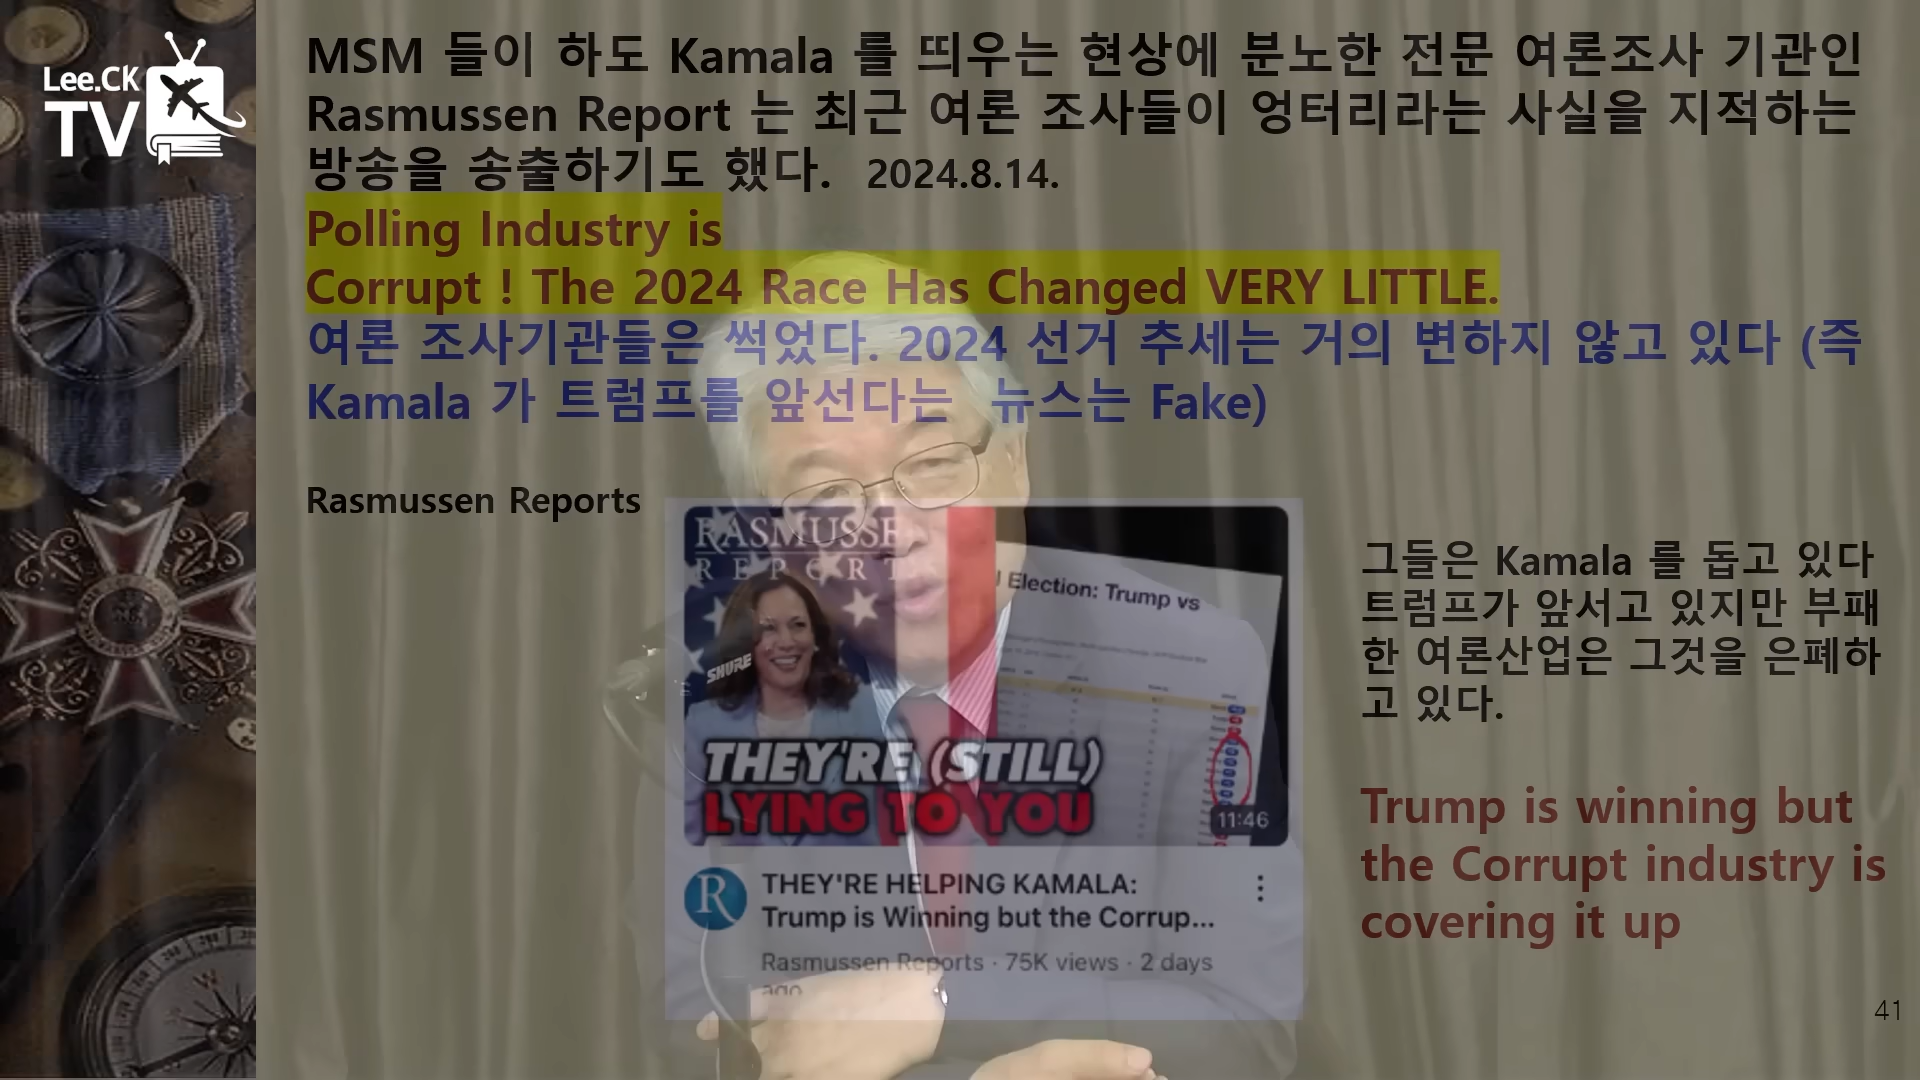 Lee.CK
TV
MSM 들이 하도 Kamala 를 띄우는 현상에 분노한 전문 여론조사 기관인
Rasmussen Report 는 최근 여론 조사들이 엉터리라는 사실을 지적하는
방송을 송출하기도 했다. 2024.8.14.
Polling Industry is
Corrupt ! The 2024 Race Has Changed VERY LITTLE.
여론 조사기관들은 썩었다. 2024 선거 추세는 거의 변하지 않고 있다 (즉
Kamala 가 트럼프를 앞선다는 뉴스는 Fake)
Rasmussen Reports
RASMUSSE
REPORT
Election: Trump vs
SHURE
THEY'RE (STILL)
LYING TO YOU
11:46
THEY'RE HELPING KAMALA:
Trump is Winning but the Corrup...
Rasmussen Reports · 75K views · 2 days
ago
그들은 Kamala 를 돕고 있다
트럼프가 앞서고 있지만 부패
한 여론산업은 그것을 은폐하
고 있다.
Trump is winning but
the Corrupt industry is
covering it up
41